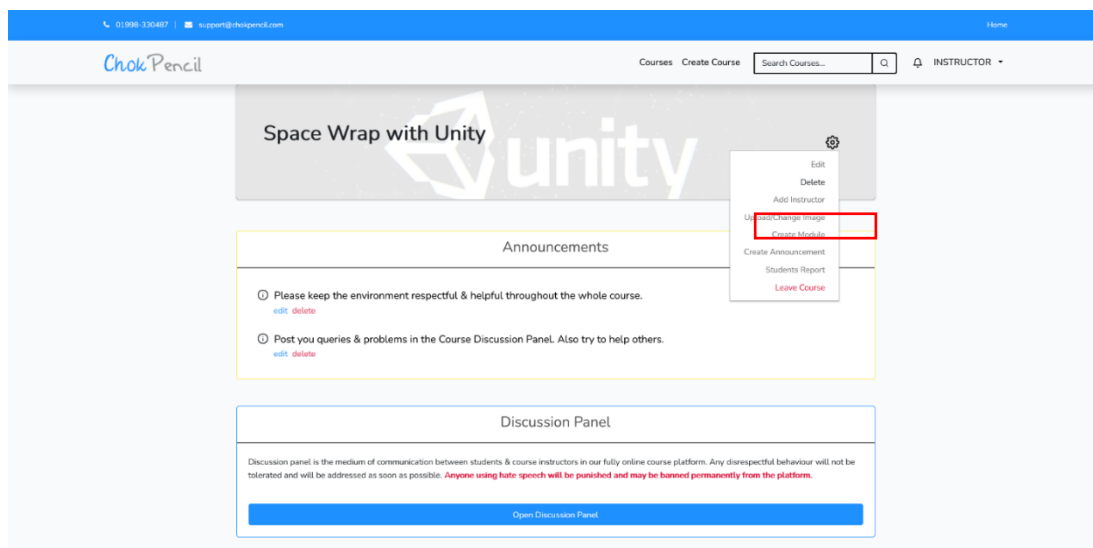 01998-330487 | support@chokpencil.com Home
ChokPencil Courses Create Course Search Courses... INSTRUCTOR
Space Wrap with Unity
unity
Edit
Delete
Add Instructor
Upload/Change Image
Create Module
Create Announcement
Students Report
Leave Course
Announcements
Please keep the environment respectful & helpful throughout the whole course.
edit delete
Post you queries & problems in the Course Discussion Panel. Also try to help others.
edit delete
Discussion Panel
Discussion panel is the medium of communication between students & course instructors in our fully online course platform. Any disrespectful behaviour will not be
tolerated and will be addressed as soon as possible. Anyone using hate speech will be punished and may be banned permanently from the platform.
Open Discussion Panel